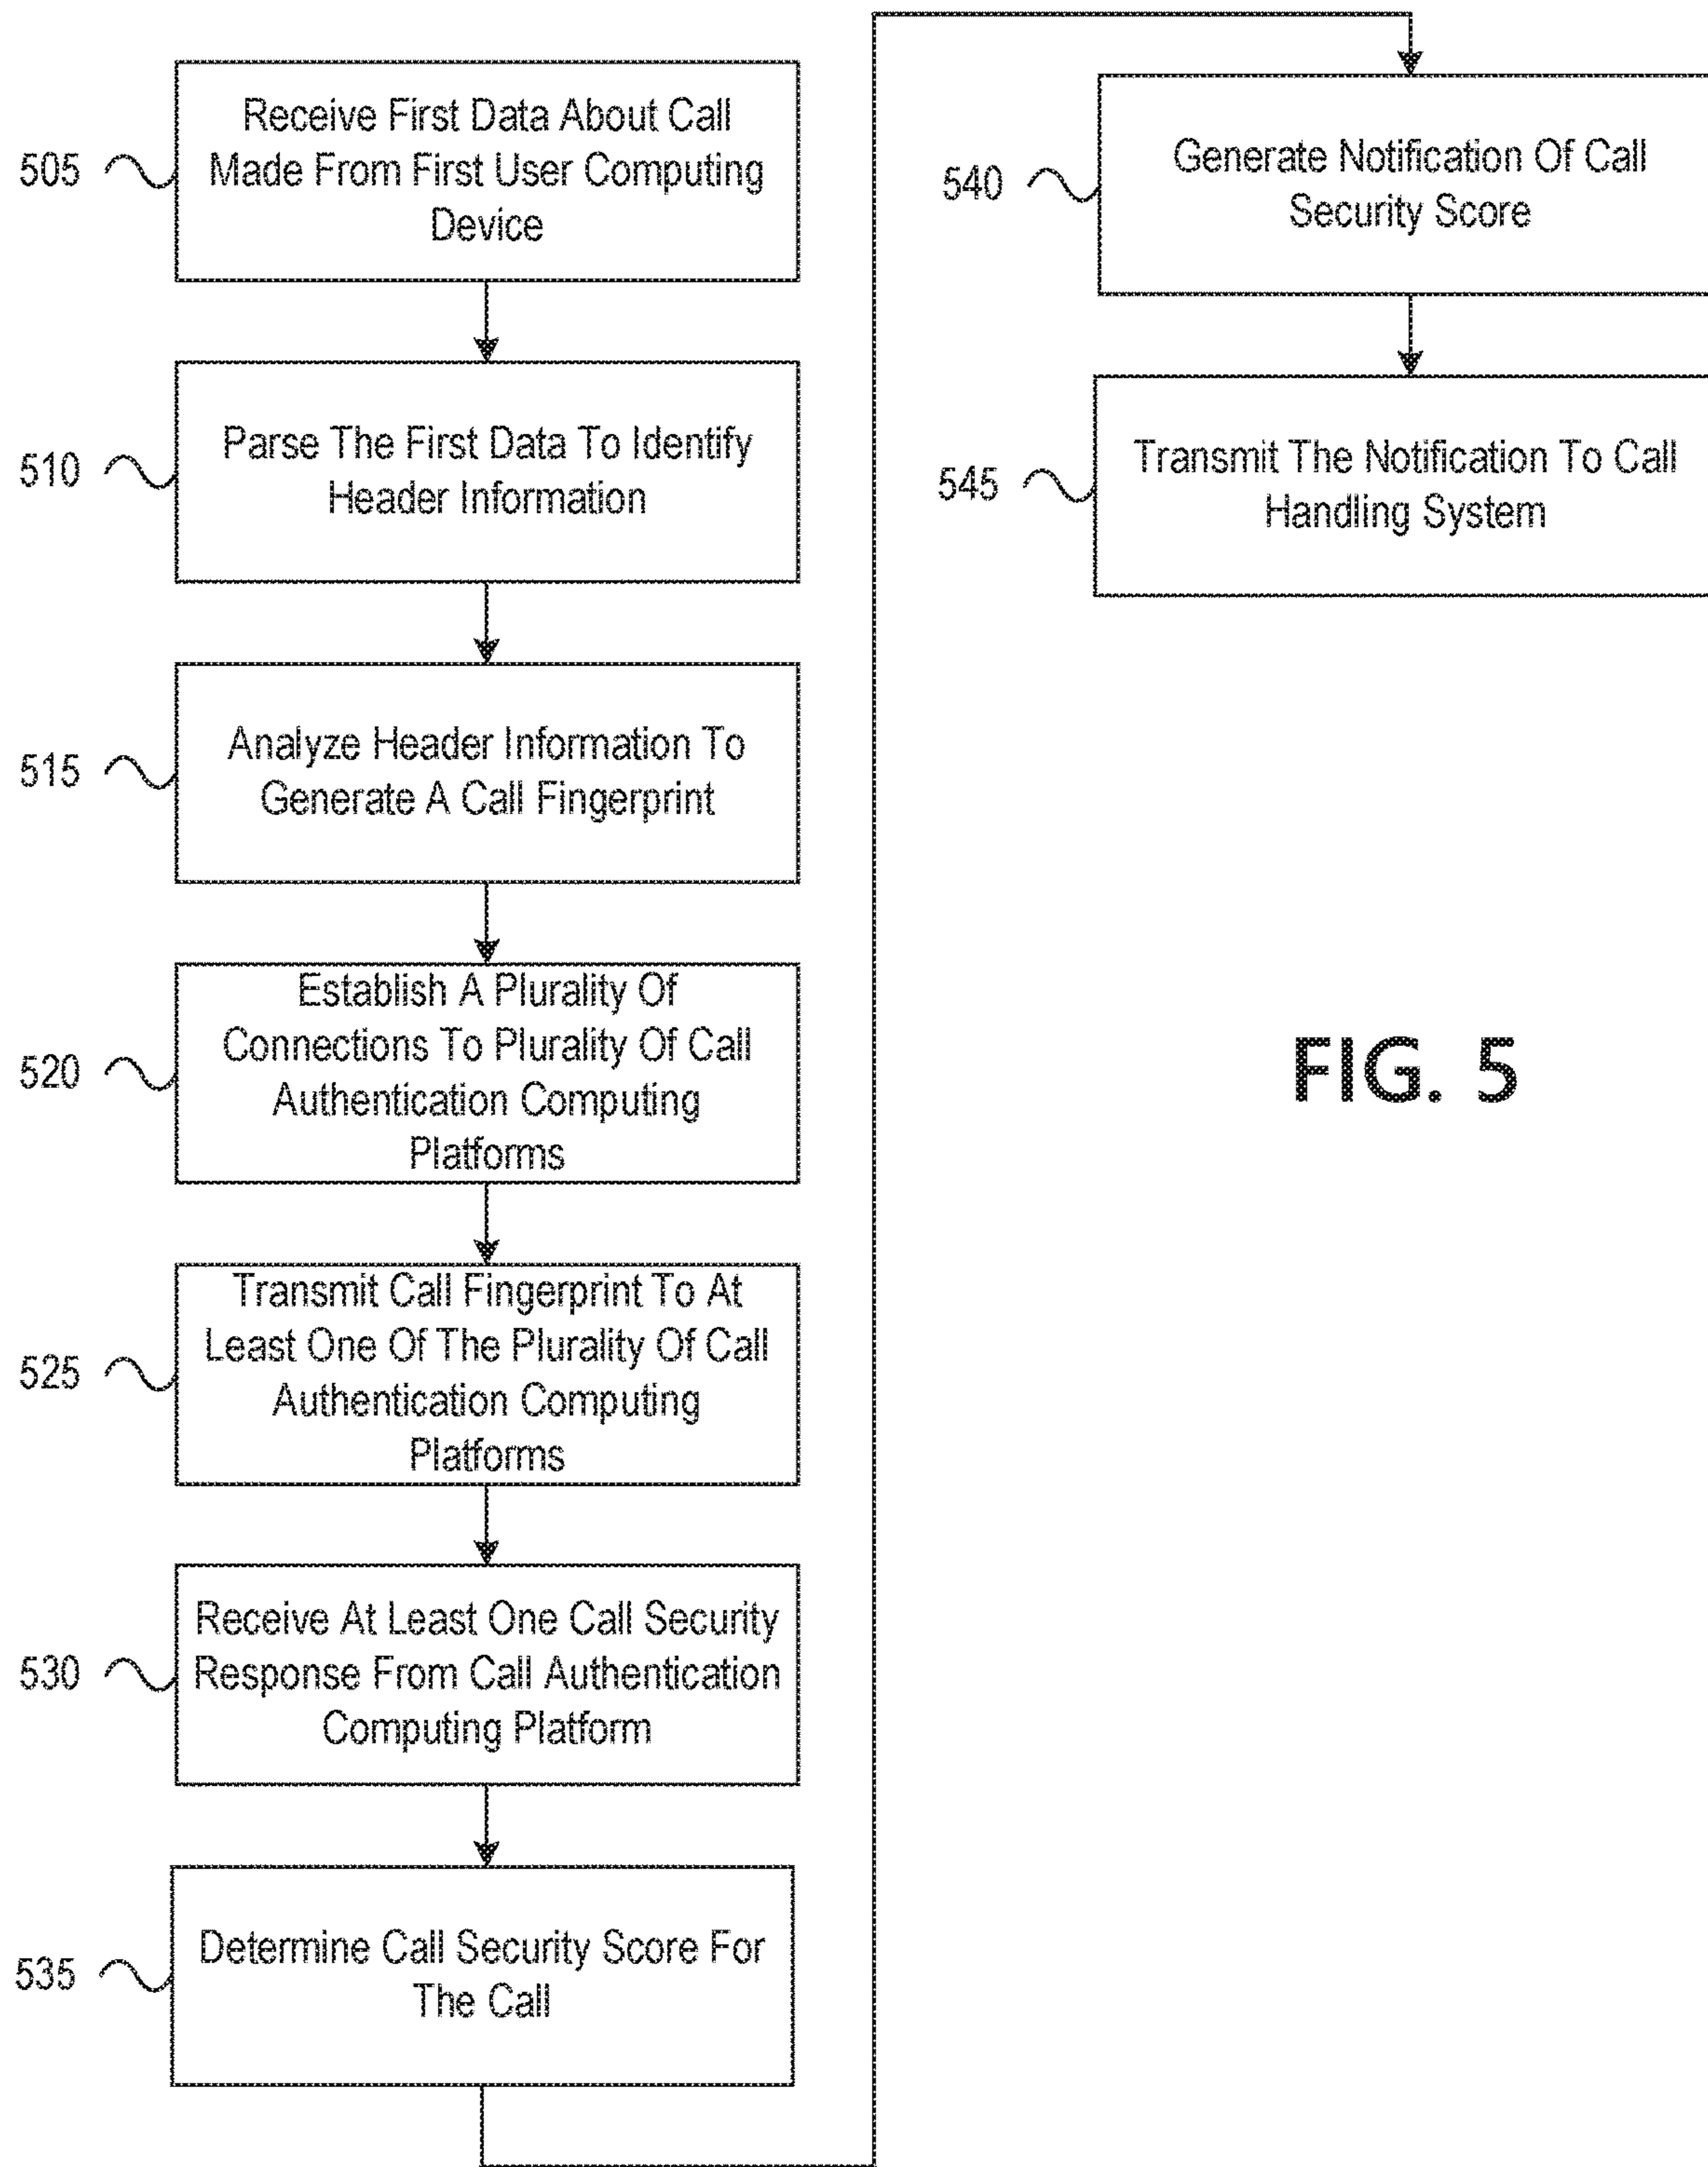 505
Receive First Data About Call
Made From First User Computing
Device
510
Parse The First Data To Identify
Header Information
515
Analyze Header Information To
Generate A Call Fingerprint
520
Establish A Plurality Of
Connections To Plurality Of Call
Authentication Computing
Platforms
525
Transmit Call Fingerprint To At
Least One Of The Plurality Of Call
Authentication Computing
Platforms
530
Receive At Least One Call Security
Response From Call Authentication
Computing Platform
535
Determine Call Security Score For
The Call
540
Generate Notification Of Call
Security Score
545
Transmit The Notification To Call
Handling System
FIG. 5